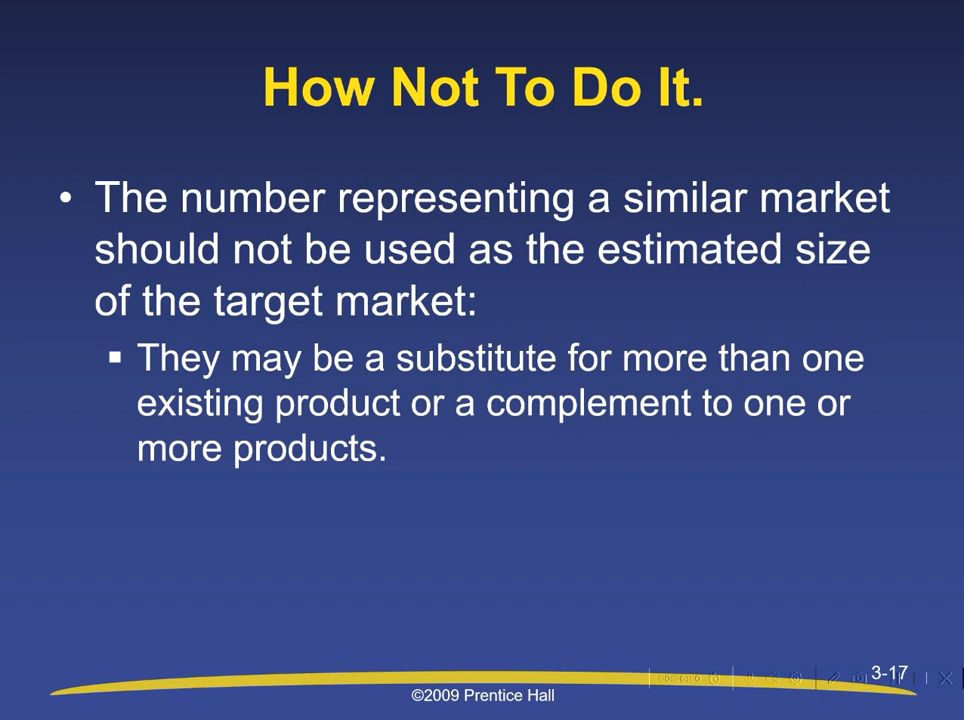 How Not To Do It.
• The number representing a similar market
should not be used as the estimated size
of the target market:
▪ They may be a substitute for more than one
existing product or a complement to one or
more products.
3-17
©2009 Prentice Hall